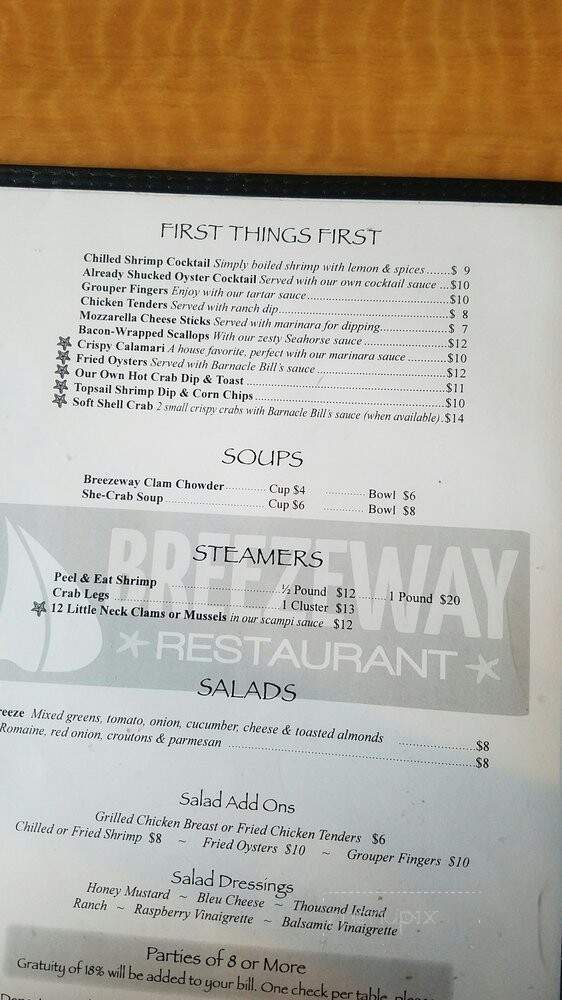 FIRST THINGS FIRST
Chilled Shrimp Cocktail Simply boiled shrimp with lemon & spices.......$ 9
Already Shucked Oyster Cocktail Served with our own cocktail sauce ...$10
Grouper Fingers Enjoy with our tartar sauce...$10
Chicken Tenders Served with ranch dip...$ 8
Mozzarella Cheese Sticks Served with marinara for dipping...$ 7
Bacon-Wrapped Scallops With our zesty Seahorse sauce ...$12
Crispy Calamari A house favorite, perfect with our marinara sauce ...$10
Fried Oysters Served with Barnacle Bill's sauce ...$12
Our Own Hot Crab Dip & Toast ...$11
Topsail Shrimp Dip & Corn Chips ...$10
Soft Shell Crab 2 small crispy crabs with Barnacle Bill's sauce (when available).$14
SOUPS
Breezeway Clam Chowder ... Cup $4 ... Bowl $6
She-Crab Soup ... Cup $6 ... Bowl $8
BREEZEWAY
RESTAURANT
STEAMERS
Peel & Eat Shrimp ... ½ Pound $12 ... 1 Pound $20
Crab Legs ... 1 Cluster $13
12 Little Neck Clams or Mussels in our scampi sauce $12
SALADS
reeze Mixed greens, tomato, onion, cucumber, cheese & toasted almonds ... $8
Romaine, red onion, croutons & parmesan ... $8
Salad Add Ons
Grilled Chicken Breast or Fried Chicken Tenders $6
Chilled or Fried Shrimp $8 ~ Fried Oysters $10 ~ Grouper Fingers $10
Salad Dressings
Honey Mustard ~ Bleu Cheese ~ Thousand Island
Ranch ~ Raspberry Vinaigrette ~ Balsamic Vinaigrette
Parties of 8 or More
Gratuity of 18% will be added to your bill. One check per table, please